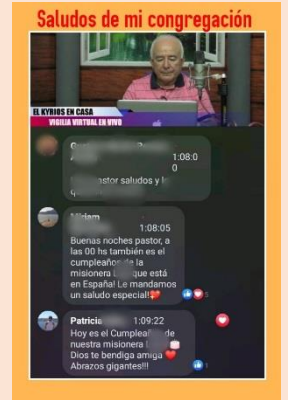 Saludos de mi congregación
EL KYRIOS EN CASA
VIGILIA VIRTUAL EN VIVO
1:08:0
0
pastor saludos y
Miriam
1:08:05
Buenas noches pastor, a
las 00 hs también es el
cumpleaños de la
misionera que está
en España! Le mandamos
un saludo especial!
5
Patricia 1:09:22
Hoy es el Cumpleaños de
nuestra misionera
Dios te bendiga amiga
Abrazos gigantes!!!
1